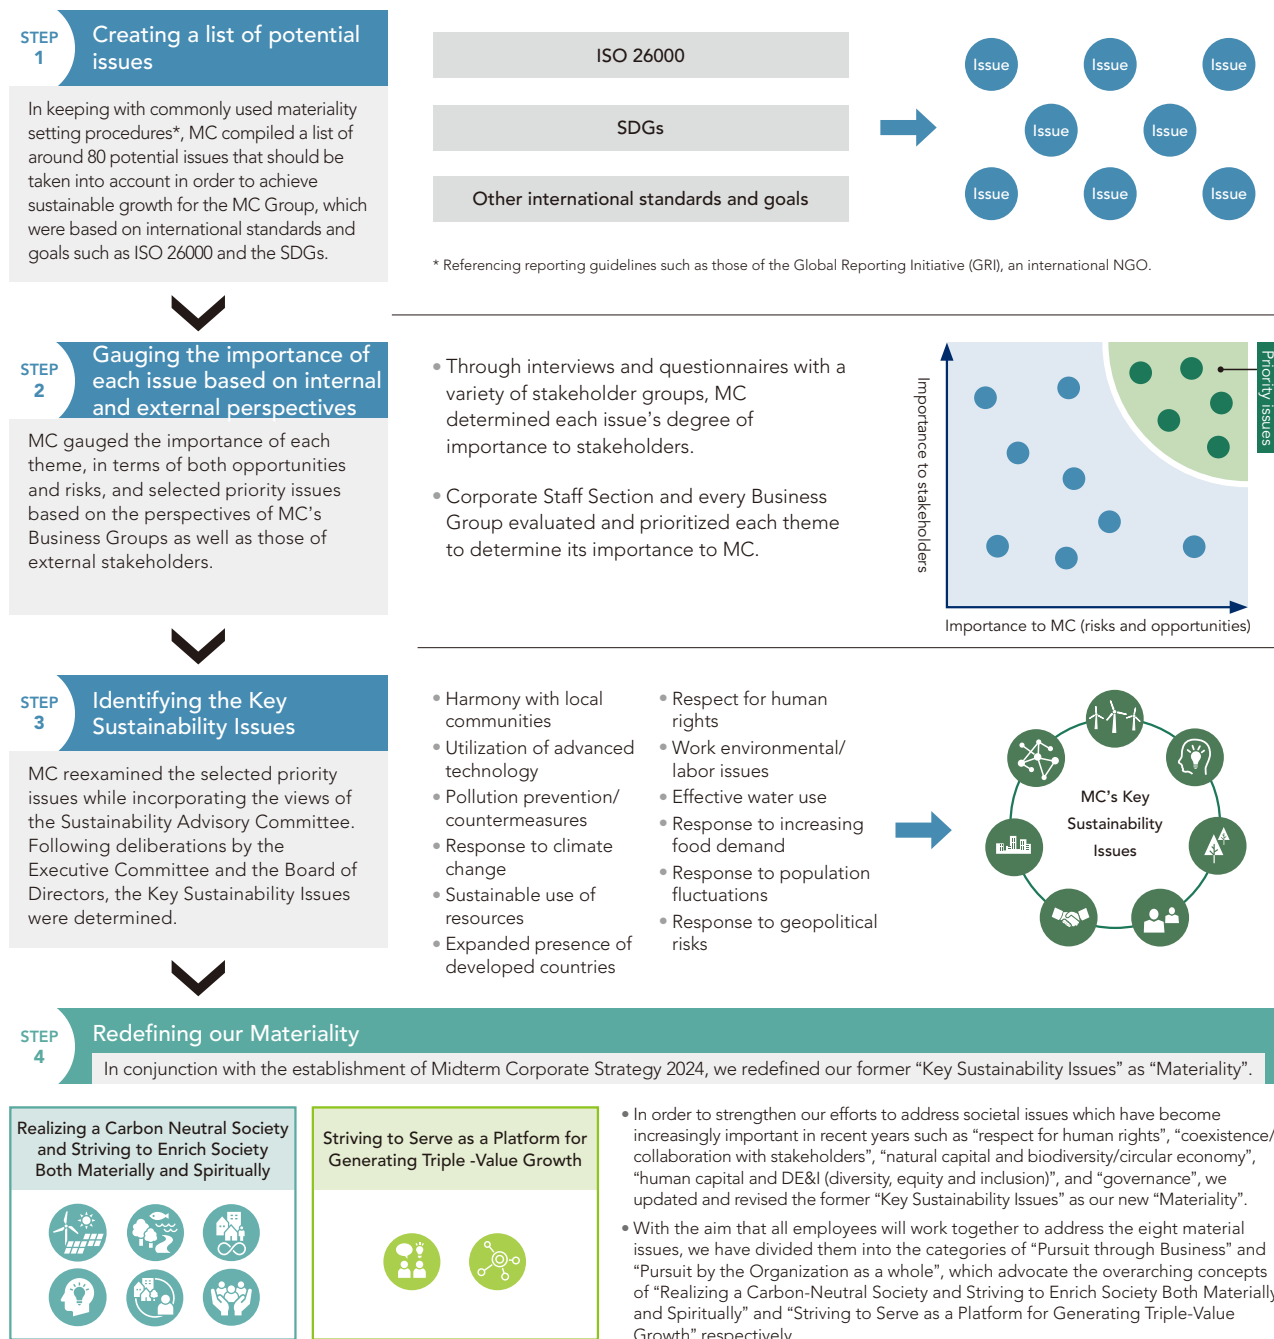 STEP
1
Creating a list of potential
issues
In keeping with commonly used materiality
setting procedures*, MC compiled a list of
around 80 potential issues that should be
taken into account in order to achieve
sustainable growth for the MC Group, which
were based on international standards and
goals such as ISO 26000 and the SDGs.
ISO 26000
SDGs
Other international standards and goals
Issue
Issue
Issue
Issue
Issue
Issue
Issue
Issue
* Referencing reporting guidelines such as those of the Global Reporting Initiative (GRI), an international NGO.
STEP
2
Gauging the importance of
each issue based on internal
and external perspectives
MC gauged the importance of each
theme, in terms of both opportunities
and risks, and selected priority issues
based on the perspectives of MC's
Business Groups as well as those of
external stakeholders.
• Through interviews and questionnaires with a
variety of stakeholder groups, MC
determined each issue's degree of
importance to stakeholders.
• Corporate Staff Section and every Business
Group evaluated and prioritized each theme
to determine its importance to MC.
Importance to stakeholders
Priority issues
Importance to MC (risks and opportunities)
STEP
3
Identifying the Key
Sustainability Issues
MC reexamined the selected priority
issues while incorporating the views of
the Sustainability Advisory Committee.
Following deliberations by the
Executive Committee and the Board of
Directors, the Key Sustainability Issues
were determined.
• Harmony with local
communities
• Utilization of advanced
technology
• Pollution prevention/
countermeasures
• Response to climate
change
• Sustainable use of
resources
• Expanded presence of
developed countries
• Respect for human
rights
• Work environmental/
labor issues
• Effective water use
• Response to increasing
food demand
• Response to population
fluctuations
• Response to geopolitical
risks
MC's Key
Sustainability
Issues
STEP
4
Redefining our Materiality
In conjunction with the establishment of Midterm Corporate Strategy 2024, we redefined our former “Key Sustainability Issues” as “Materiality”.
Realizing a Carbon Neutral Society
and Striving to Enrich Society
Both Materially and Spiritually
Striving to Serve as a Platform for
Generating Triple -Value Growth
• In order to strengthen our efforts to address societal issues which have become
increasingly important in recent years such as “respect for human rights”, “coexistence/
collaboration with stakeholders”, “natural capital and biodiversity/circular economy”,
“human capital and DE&I (diversity, equity and inclusion)”, and “governance”, we
updated and revised the former “Key Sustainability Issues” as our new “Materiality”.
• With the aim that all employees will work together to address the eight material
issues, we have divided them into the categories of “Pursuit through Business” and
“Pursuit by the Organization as a whole”, which advocate the overarching concepts
of “Realizing a Carbon-Neutral Society and Striving to Enrich Society Both Materially
and Spiritually” and “Striving to Serve as a Platform for Generating Triple-Value
Growth” respectively